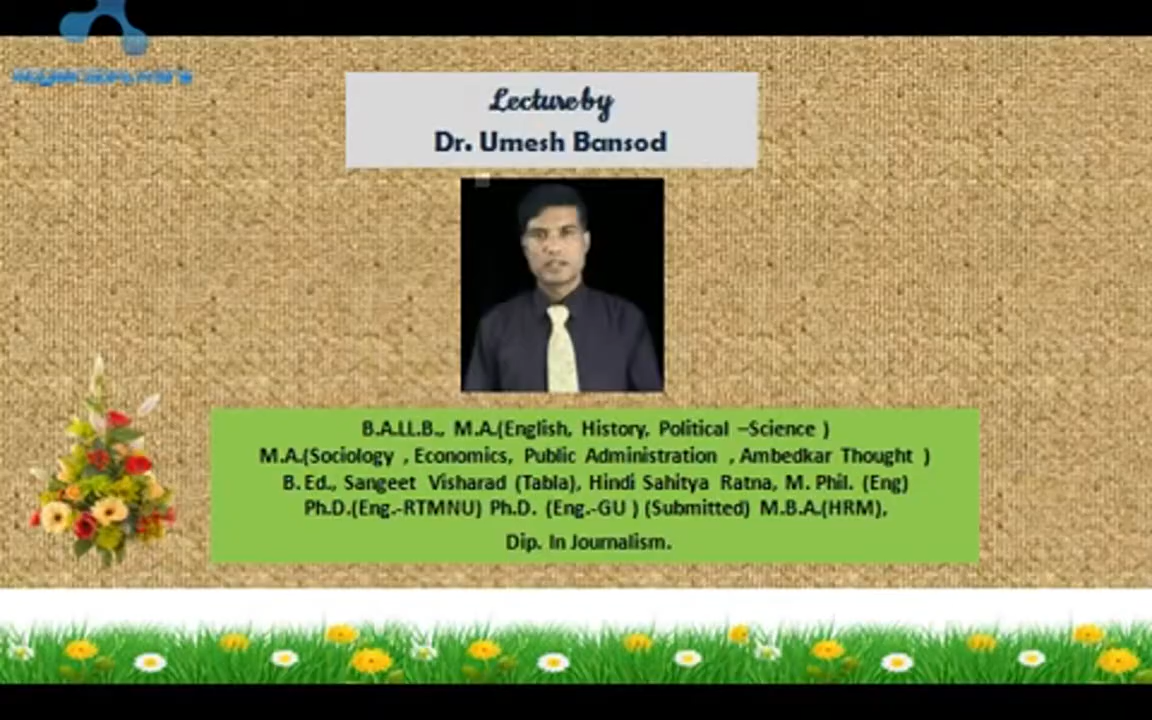 Lecture by
Dr. Umesh Bansod
B.A.LL.B., M.A.(English, History, Political –Science )
M.A.(Sociology , Economics, Public Administration , Ambedkar Thought )
B. Ed., Sangeet Visharad (Tabla), Hindi Sahitya Ratna, M. Phil. (Eng)
Ph.D.(Eng.-RTMNU) Ph.D. (Eng.-GU ) (Submitted) M.B.A.(HRM),
Dip. In Journalism.